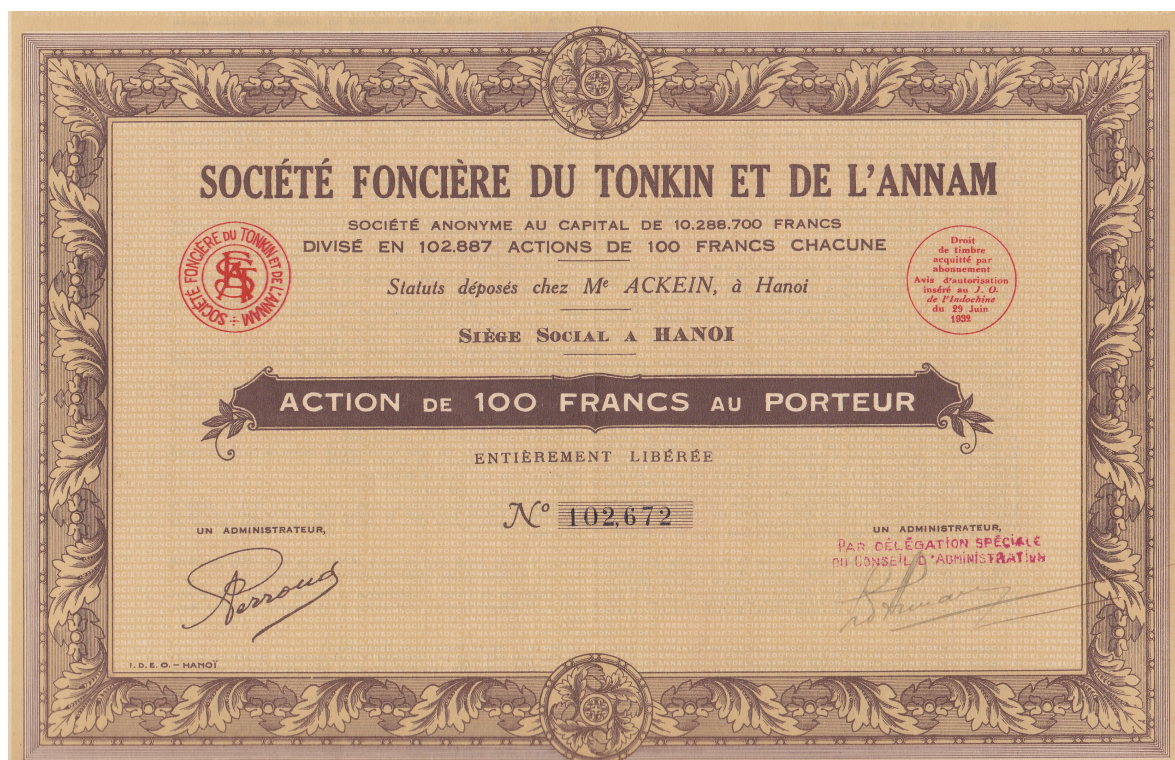 SOCIÉTÉ FONCIÈRE DU TONKIN ET DE L'ANNAM
SOCIÉTÉ ANONYME AU CAPITAL DE 10.288.700 FRANCS
DIVISÉ EN 102.887 ACTIONS DE 100 FRANCS CHACUNE
SOCIÉTÉ FONCIÈRE DU TONKIN ET DE L'ANNAM
Droit
de timbre
acquitté par
abonnement
Avis d'autorisation
inséré au J. O.
de l'Indochine
du 29 Juin
1932
Statuts déposés chez Me ACKEIN, à Hanoi
SIÈGE SOCIAL A HANOI
ACTION DE 100 FRANCS AU PORTEUR
ENTIÈREMENT LIBÉRÉE
No 102,672
UN ADMINISTRATEUR,
Perroud
UN ADMINISTRATEUR,
PAR DÉLÉGATION SPÉCIALE
DU CONSEIL D'ADMINISTRATION
I. D. E. O. – HANOÏ